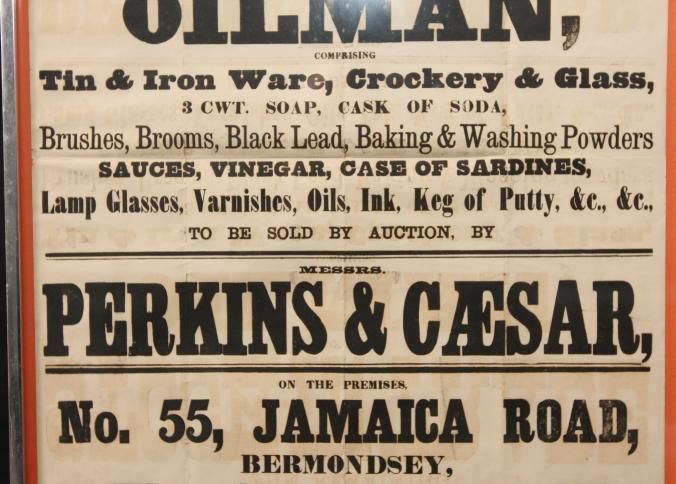 OILMAN,
COMPRISING
Tin & Iron Ware, Crockery & Glass,
3 CWT. SOAP, CASK OF SODA,
Brushes, Brooms, Black Lead, Baking & Washing Powders
SAUCES, VINEGAR, CASE OF SARDINES,
Lamp Glasses, Varnishes, Oils, Ink, Keg of Putty, &c., &c.,
TO BE SOLD BY AUCTION, BY
MESSRS.
PERKINS & CÆSAR,
ON THE PREMISES,
No. 55, JAMAICA ROAD,
BERMONDSEY,